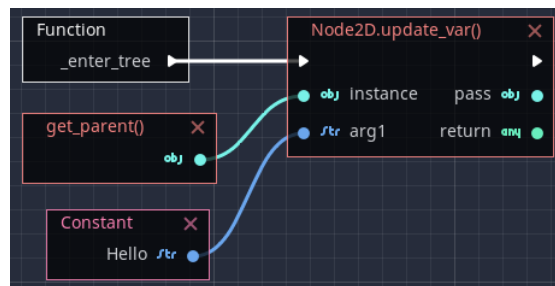 Function
_enter_tree
Node2D.update_var()
obj instance pass obj
str arg1 return any
get_parent()
obj
Constant
Hello str